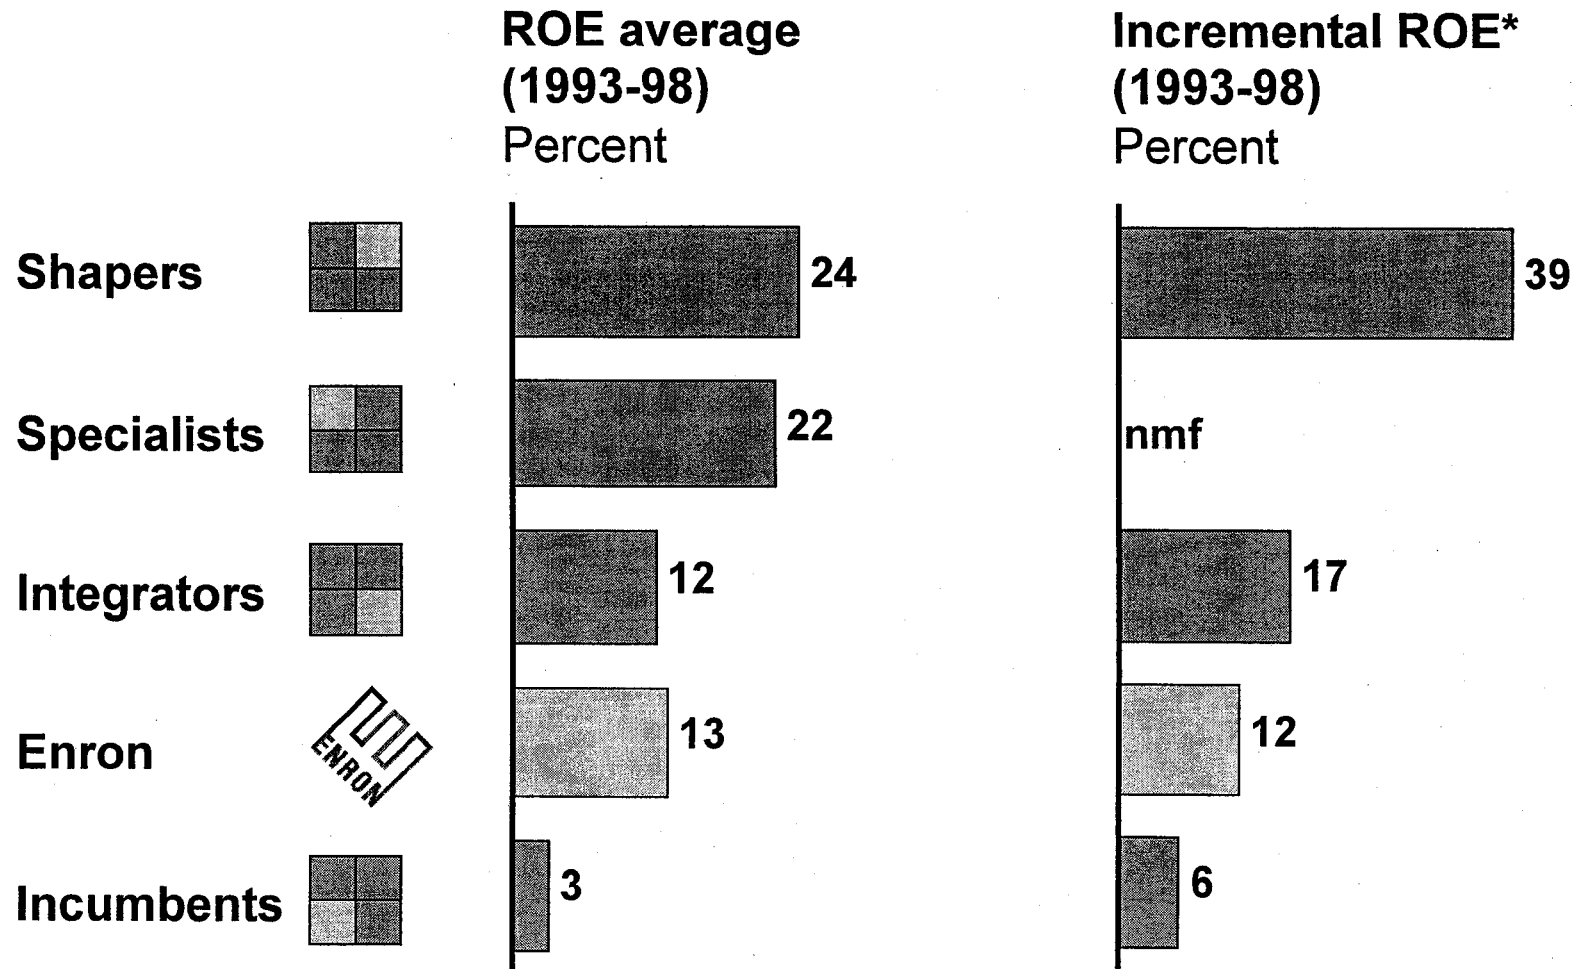 ROE average
(1993-98)
Percent
Incremental ROE*
(1993-98)
Percent
Shapers
24
39
Specialists
22
nmf
Integrators
12
17
Enron
ENRON
13
12
Incumbents
3
6